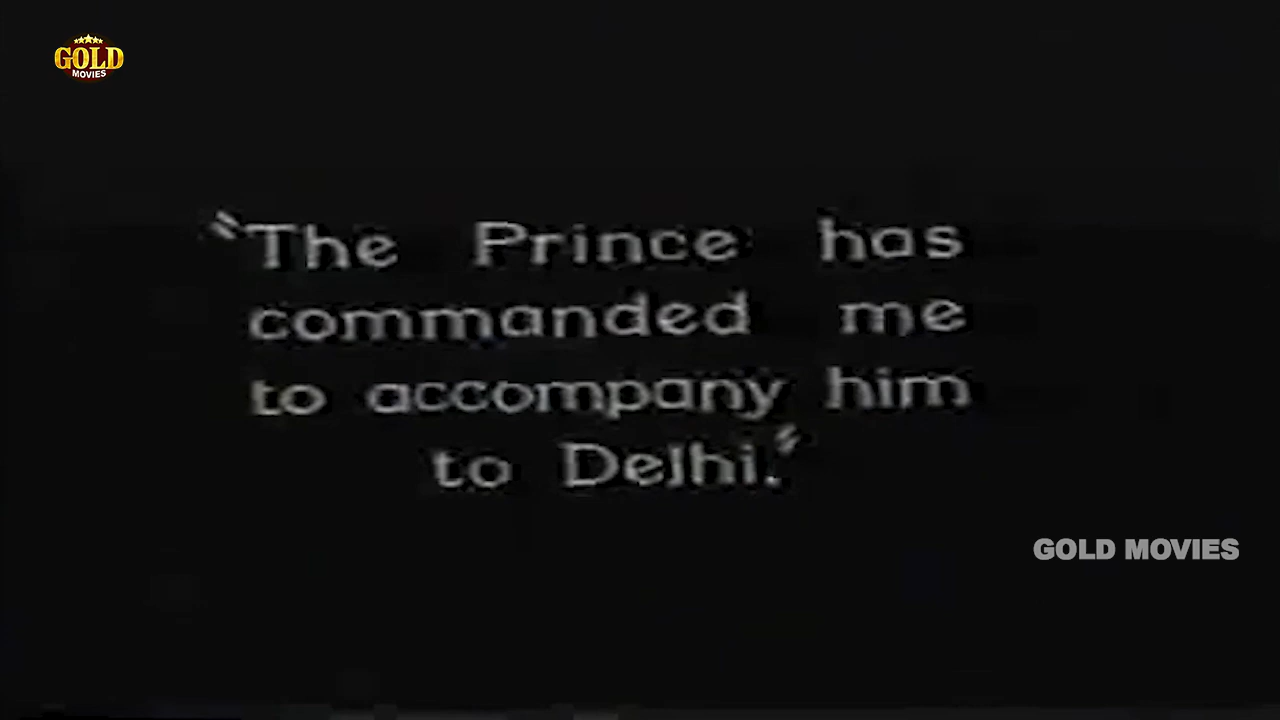 GOLD
MOVIES
"The Prince has
commanded me
to accompany him
to Delhi."
GOLD MOVIES